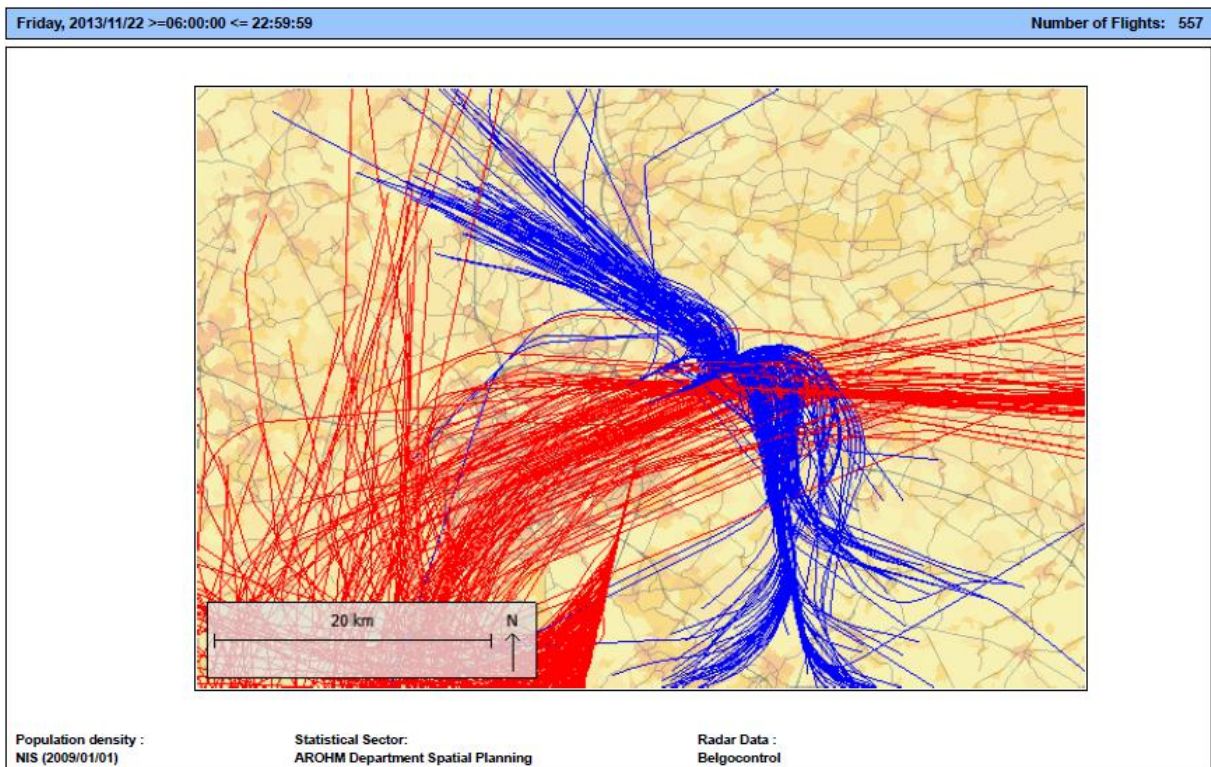 Friday, 2013/11/22 >=06:00:00 <= 22:59:59 Number of Flights: 557
20 km N
Population density : Statistical Sector: Radar Data :
NIS (2009/01/01) AROHM Department Spatial Planning Belgocontrol